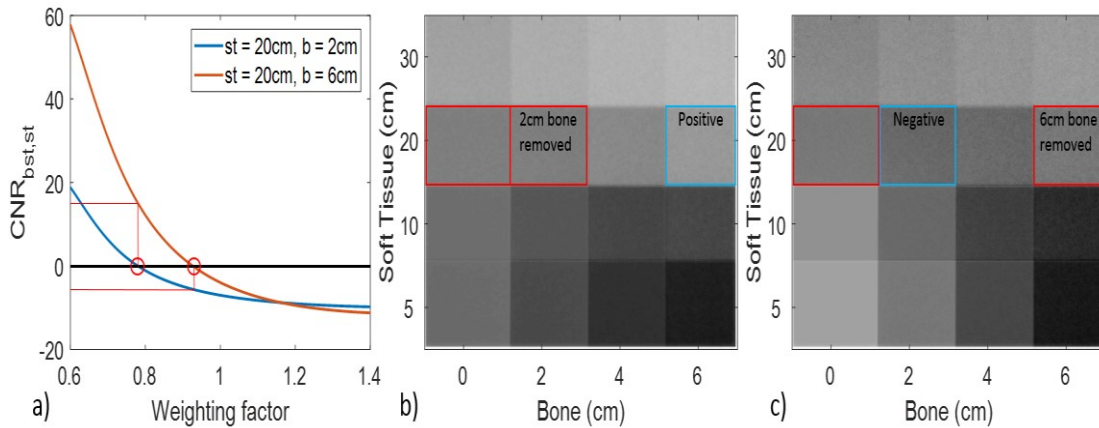 60
40
20
0
-20
0.6
0.8
1
1.2
1.4
CNRbst,st
Weighting factor
st = 20cm, b = 2cm
st = 20cm, b = 6cm
a)
Soft Tissue (cm)
30
20
10
5
0
2
4
6
Bone (cm)
2cm bone
removed
Positive
b)
Soft Tissue (cm)
30
20
10
5
0
2
4
6
Bone (cm)
Negative
6cm bone
removed
c)